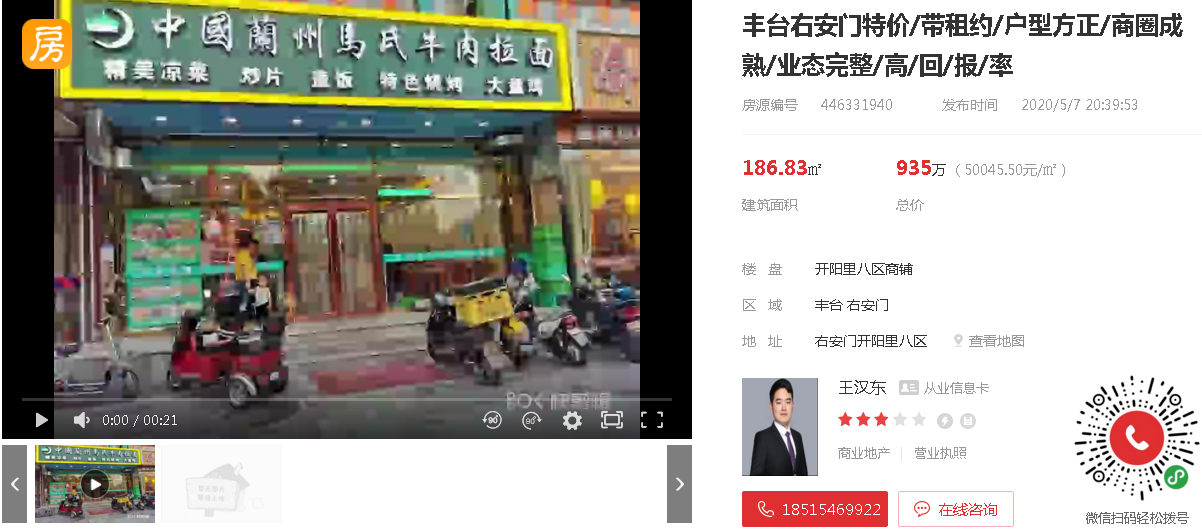 房
中國蘭州馬氏牛肉拉面
精美凉菜 炒片 盖饭 特色烧烤 大盘鸡
0:00 / 00:21
丰台右安门特价/带租约/户型方正/商圈成
熟/业态完整/高/回/报/率
房源编号 446331940 发布时间 2020/5/7 20:39:53
186.83㎡ 935万 ( 50045.50元/㎡ )
建筑面积 总价
楼 盘 开阳里八区商铺
区 域 丰台 右安门
地 址 右安门开阳里八区 查看地图
王汉东 从业信息卡
商业地产 营业执照
18515469922 在线咨询
微信扫码轻松拨号